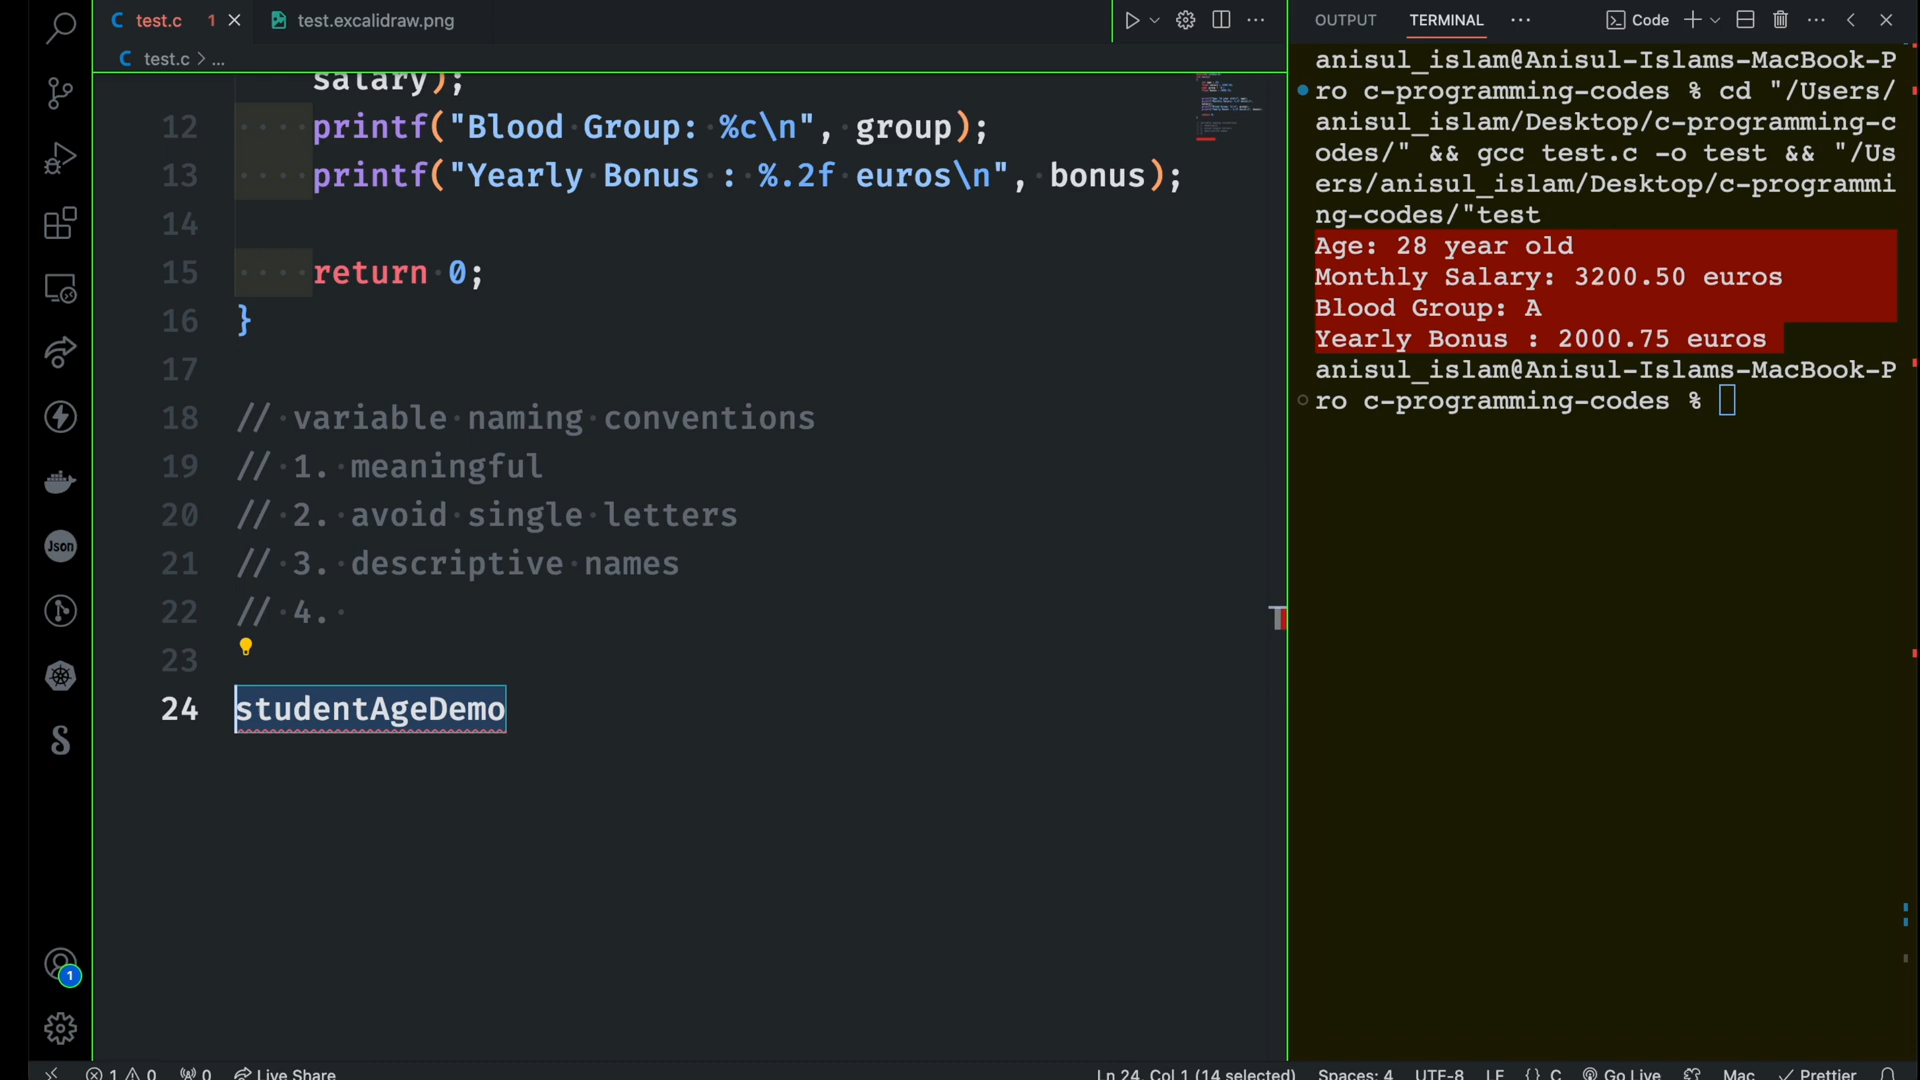 test.c 1
test.excalidraw.png
test.c > ...
salary);
12 printf("Blood Group: %c\n", group);
13 printf("Yearly Bonus : %.2f euros\n", bonus);
14
15 return 0;
16 }
17
18 // variable naming conventions
19 // 1. meaningful
20 // 2. avoid single letters
21 // 3. descriptive names
22 // 4.
23
24 studentAgeDemo
Json
1
OUTPUT TERMINAL ... Code
anisul_islam@Anisul-Islams-MacBook-P
ro c-programming-codes % cd "/Users/
anisul_islam/Desktop/c-programming-c
odes/" && gcc test.c -o test && "/Us
ers/anisul_islam/Desktop/c-programmi
ng-codes/"test
Age: 28 year old
Monthly Salary: 3200.50 euros
Blood Group: A
Yearly Bonus : 2000.75 euros
anisul_islam@Anisul-Islams-MacBook-P
ro c-programming-codes %
1 0 0 Live Share Ln 24, Col 1 (14 selected) Spaces: 4 UTF-8 LF {} C Go Live Mac Prettier